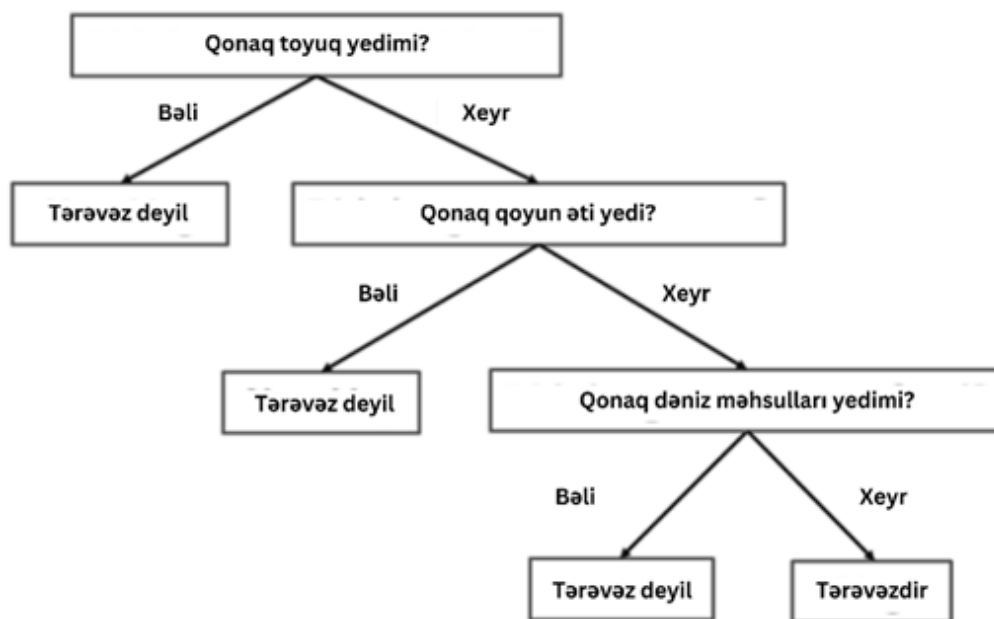 Qonaq toyuq yedimi?
Bəli
Xeyr
Tərəvəz deyil
Qonaq qoyun əti yedi?
Bəli
Xeyr
Tərəvəz deyil
Qonaq dəniz məhsulları yedimi?
Bəli
Xeyr
Tərəvəz deyil
Tərəvəzdir